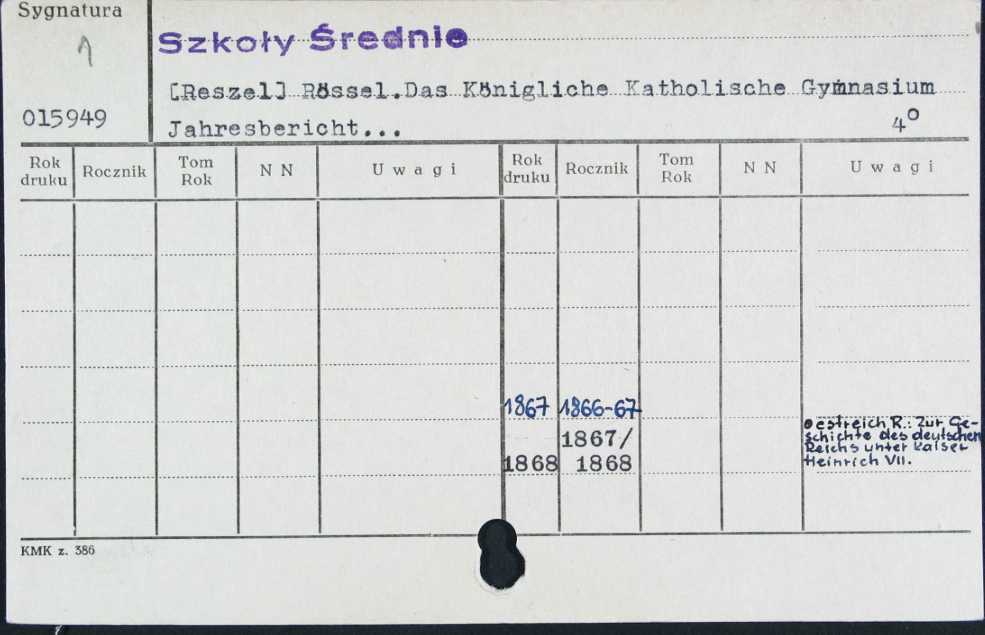 Sygnatura
Szkoły Średnie
[Reszel] Rössel.Das Königliche Katholische Gymnasium
015949
Jahresbericht... 4°
Rok druku Rocznik Tom Rok N N U w a g i Rok druku Rocznik Tom Rok N N U w a g i
1867 1866-67
1867/
1868 1868
oestreich R.: Zur Ge-
schichte des deutschen
Reichs unter Kaiser
Heinrich VII.
KMK z. 386